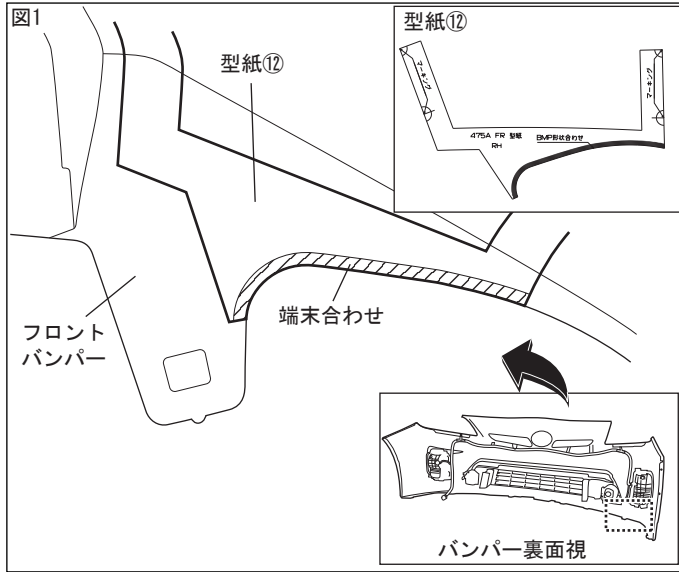 図1
型紙⑫
型紙⑫
マーキング
マーキング
475A FR 型紙
RH
BMP形状合わせ
端末合わせ
フロント
バンパー
バンパー裏面視